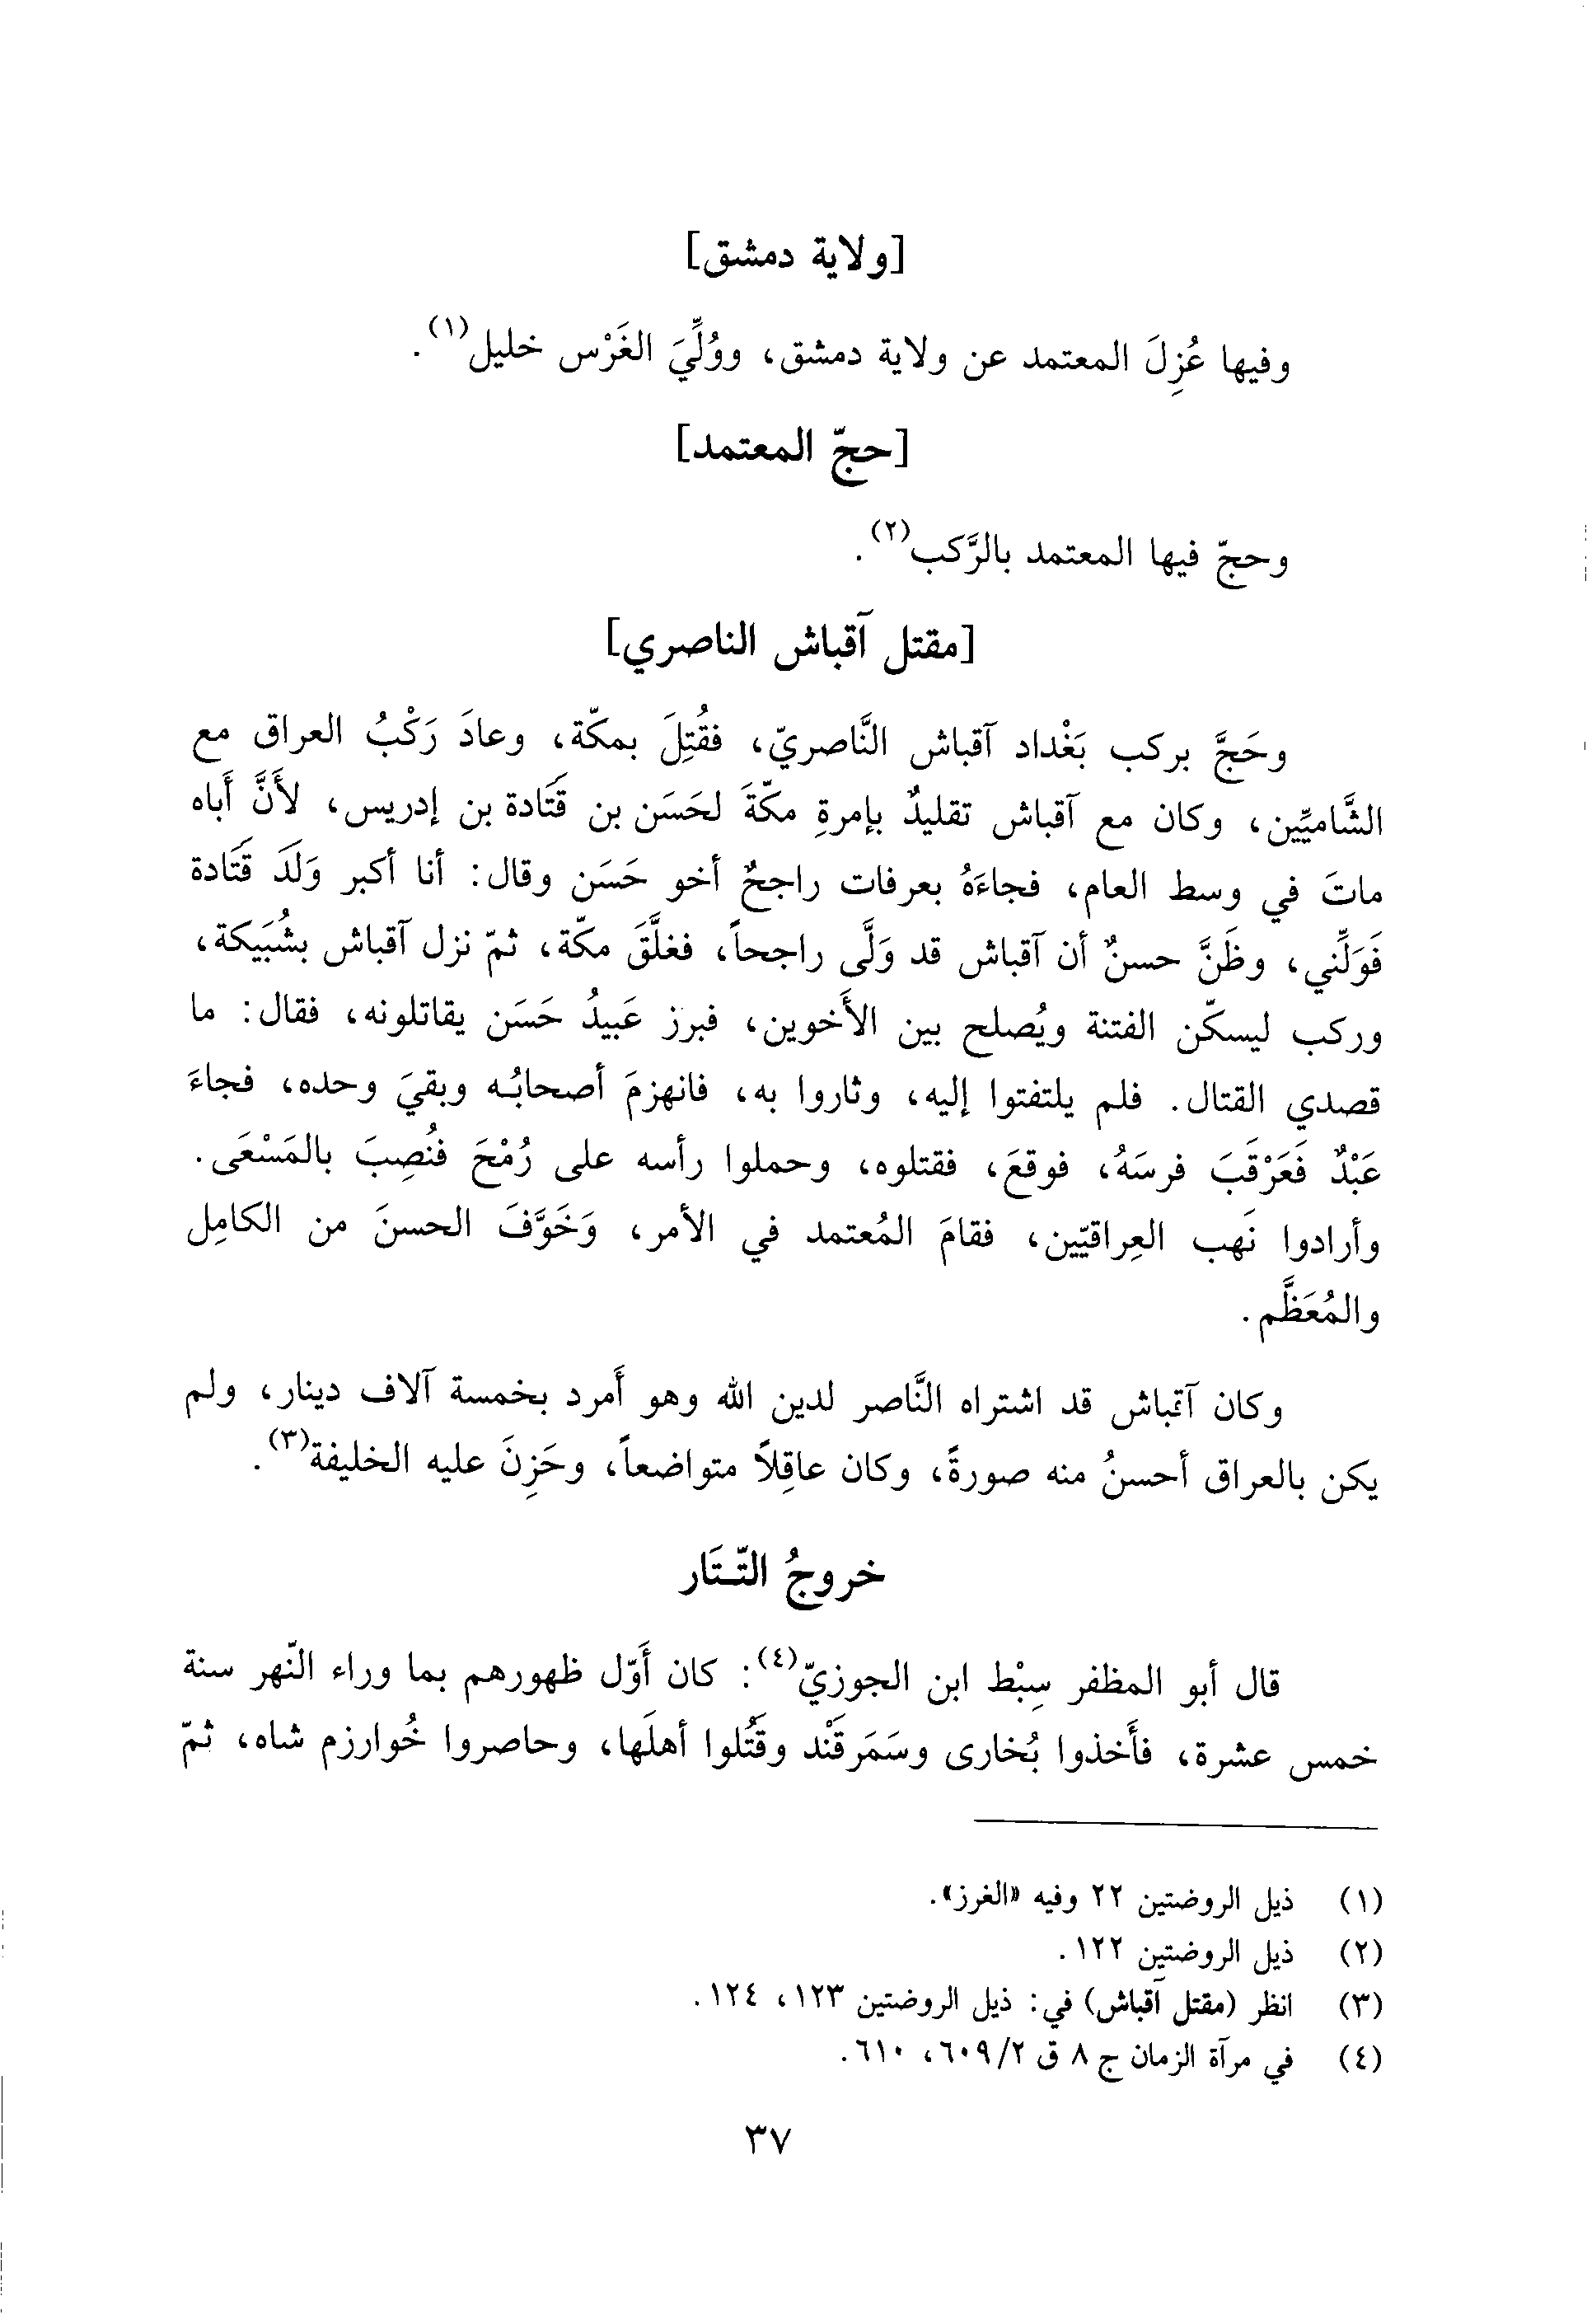 [ولاية دمشق]
وفيها عُزِلَ المعتمد عن ولاية دمشق، ووُلِّيَ الغَرْس خليل(١).
[حجّ المعتمد]
وحجّ فيها المعتمد بالرَّكب(٢).
[مقتل آقباش الناصري]
وحَجَّ بركب بَغْداد آقباش النَّاصريّ، فقُتِلَ بمكّة، وعادَ رَكْبُ العراق مع
الشَّاميِّين، وكان مع آقباش تقليدٌ بإمرةِ مكّةَ لحَسَن بن قَتَادة بن إدريس، لأَنَّ أَباه
ماتَ في وسط العام، فجاءَهُ بعرفات راجحٌ أخو حَسَن وقال: أنا أكبر وَلَدَ قَتَادة
فَوَلِّني، وظَنَّ حسنٌ أن آقباش قد وَلَّى راجحاً، فغلَّقَ مكّة، ثمّ نزل آقباش بشُبَيكة،
وركب ليسكّن الفتنة ويُصلح بين الأَخوين، فبرز عَبيدُ حَسَن يقاتلونه، فقال: ما
قصدي القتال. فلم يلتفتوا إليه، وثاروا به، فانهزمَ أصحابُه وبقيَ وحده، فجاءَ
عَبْدٌ فَعَرْقَبَ فرسَهُ، فوقعَ، فقتلوه، وحملوا رأسه على رُمْحَ فنُصِبَ بالمَسْعَى.
وأرادوا نَهب العِراقيّين، فقامَ المُعتمد في الأمر، وَخَوَّفَ الحسنَ من الكامِل
والمُعَظَّم.
وكان آقباش قد اشتراه النَّاصر لدين الله وهو أَمرد بخمسة آلاف دينار، ولم
يكن بالعراق أحسنُ منه صورةً، وكان عاقِلاً متواضعاً، وحَزِنَ عليه الخليفة(٣).
خروجُ التّتَار
قال أبو المظفر سِبْط ابن الجوزيّ(٤): كان أَوّل ظهورهم بما وراء النّهر سنة
خمس عشرة، فأَخذوا بُخارى وسَمَرقَنْد وقَتُلوا أهلَها، وحاصروا خُوارزم شاه، ثمّ
(١) ذيل الروضتين ٢٢ وفيه «الغرز».
(٢) ذيل الروضتين ١٢٢.
(٣) انظر (مقتل آقباش) في: ذيل الروضتين ١٢٣، ١٢٤.
(٤) في مرآة الزمان ج ٨ ق ٦٠٩/٢، ٦١٠.
٣٧